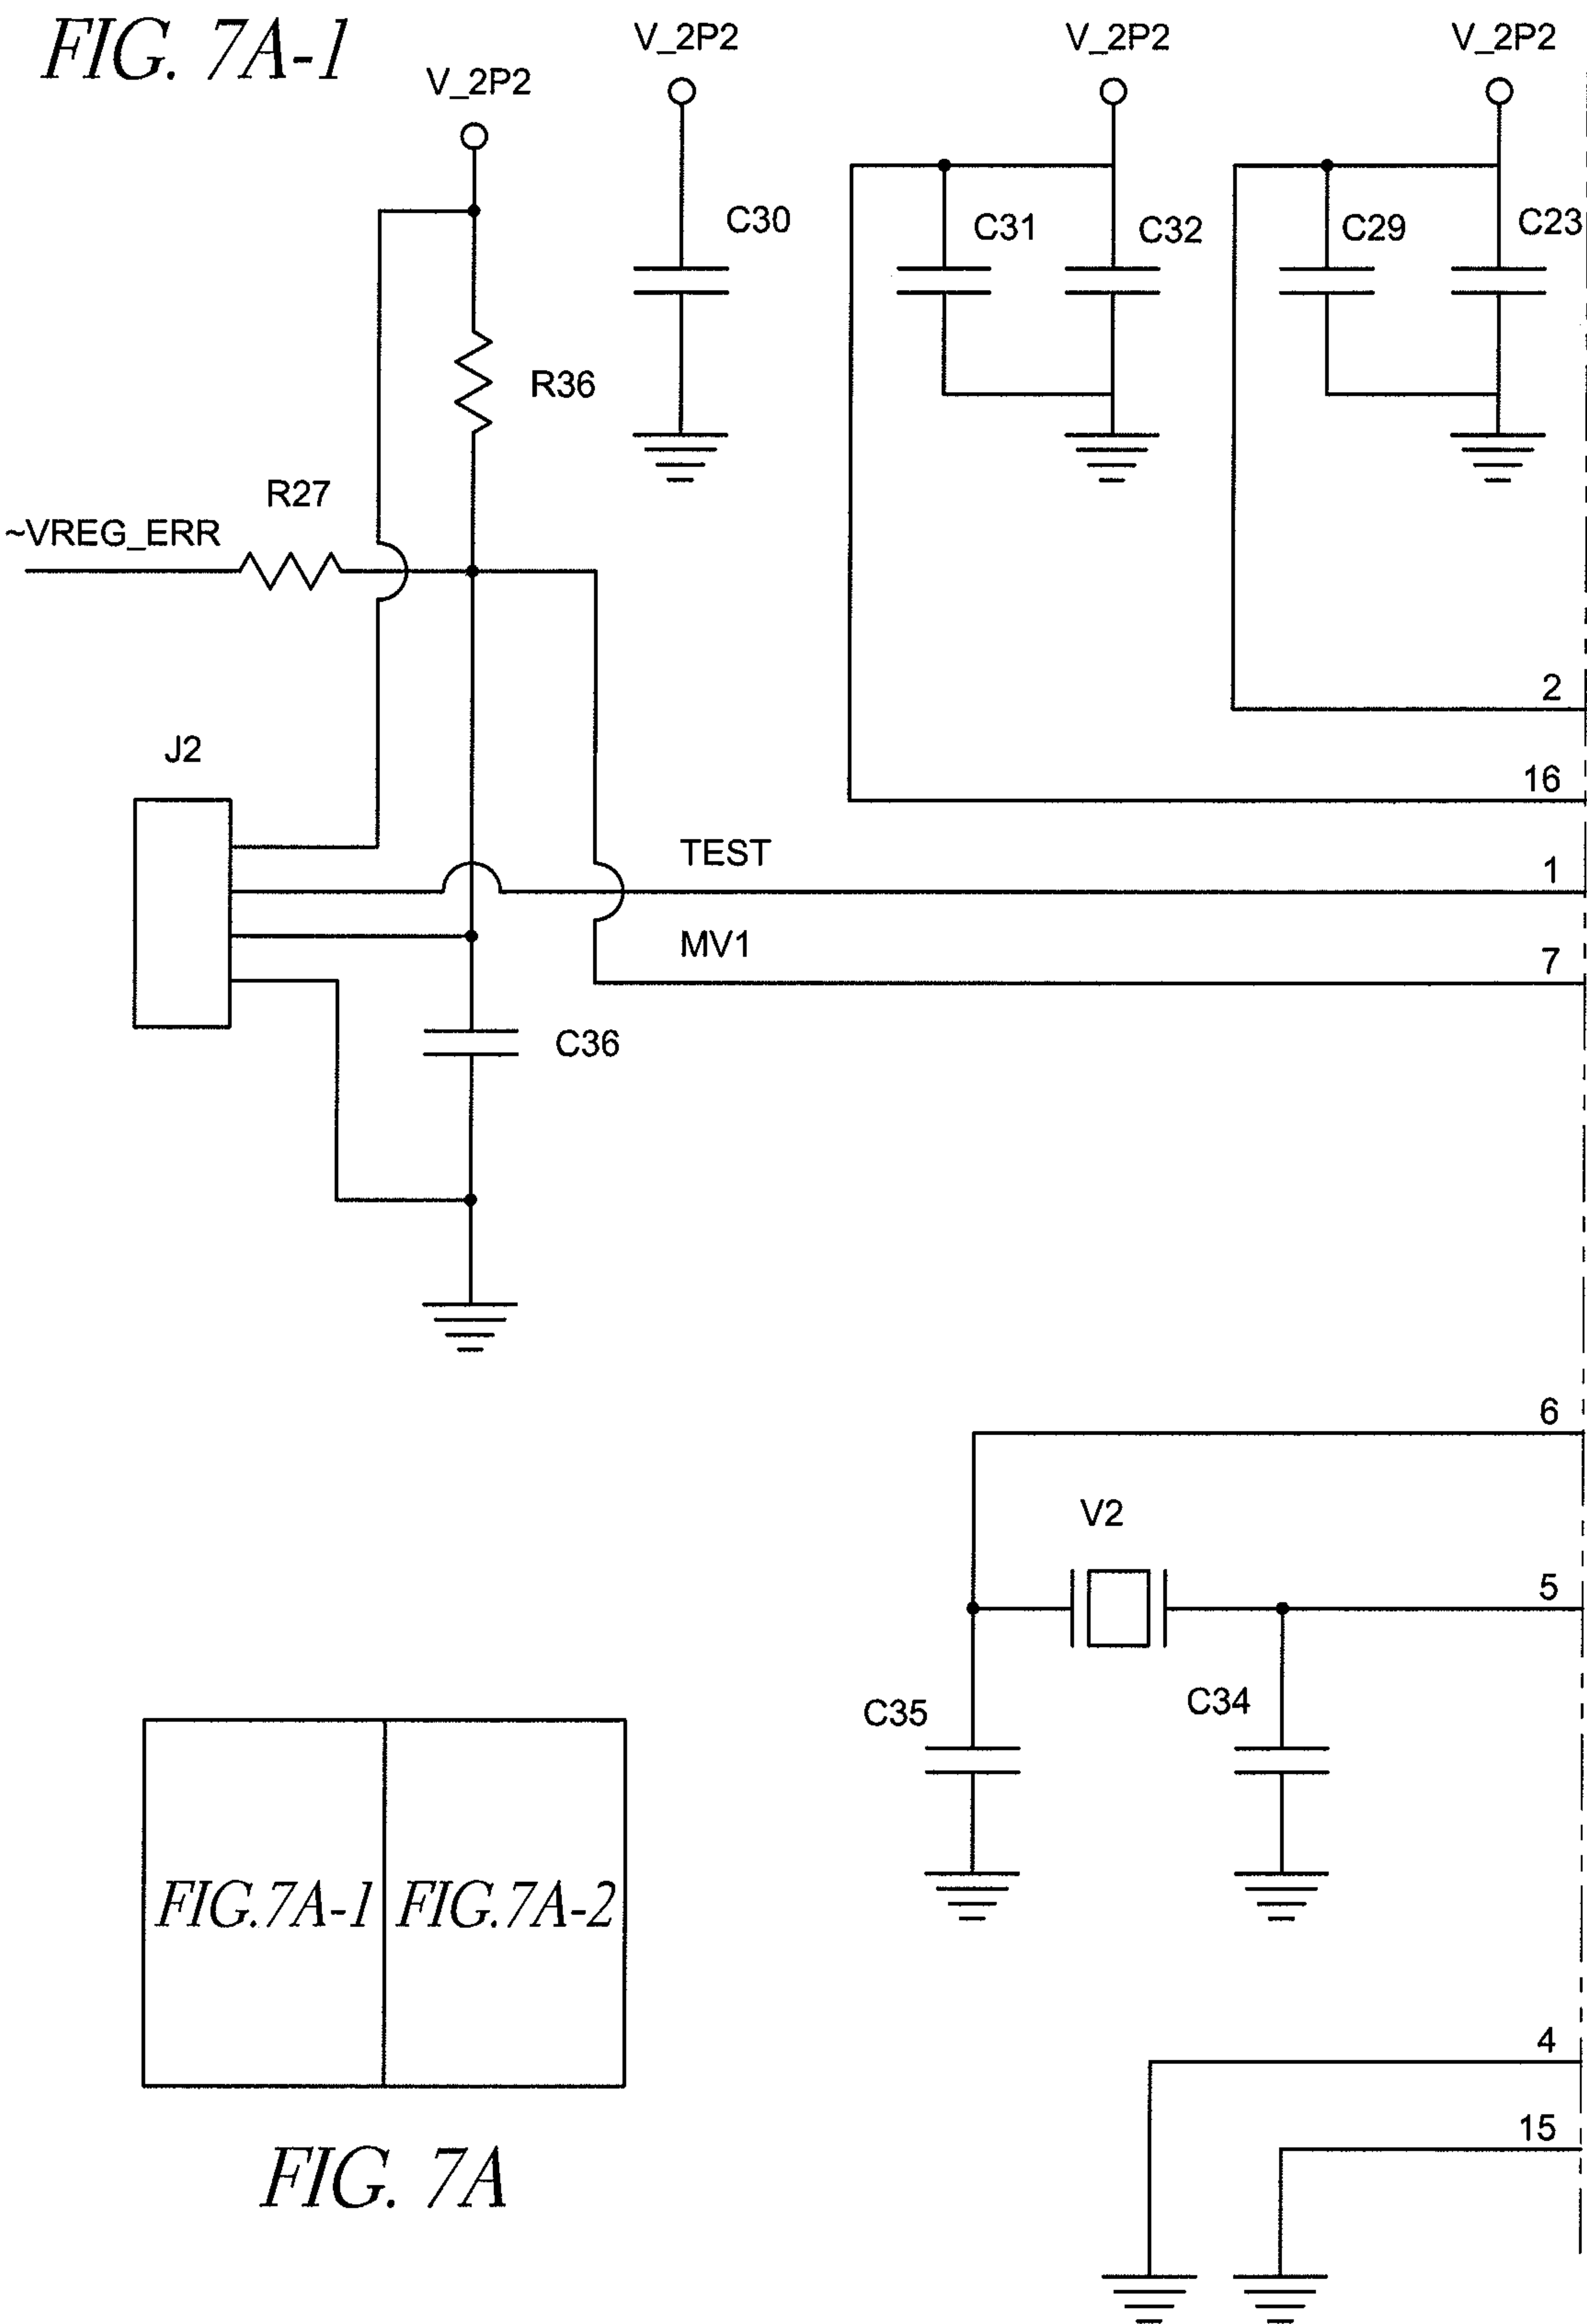 FIG. 7A-1
V_2P2
V_2P2
V_2P2
V_2P2
C30
C31
C32
C29
C23
R36
R27
~VREG_ERR
2
J2
16
TEST
1
MV1
7
C36
6
V2
5
C35
C34
FIG.7A-1
FIG.7A-2
4
15
FIG. 7A